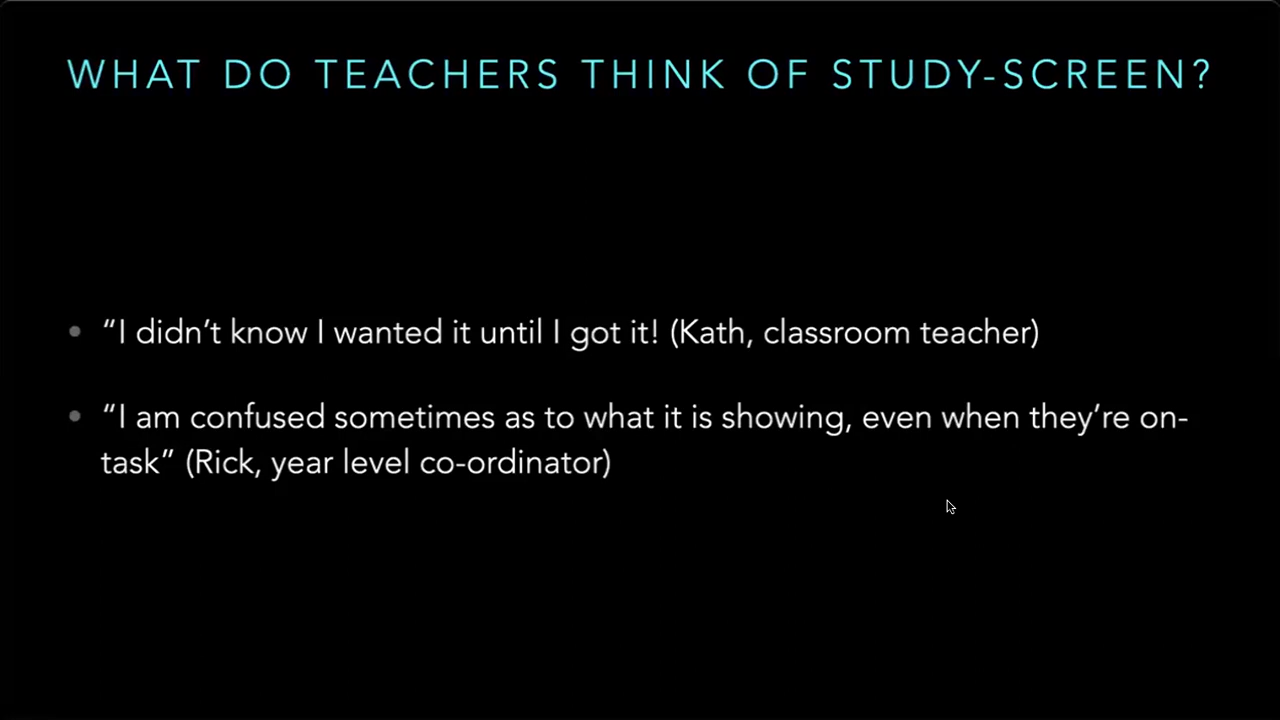 WHAT DO TEACHERS THINK OF STUDY-SCREEN?
• “I didn’t know I wanted it until I got it! (Kath, classroom teacher)
• “I am confused sometimes as to what it is showing, even when they’re on-
task” (Rick, year level co-ordinator)